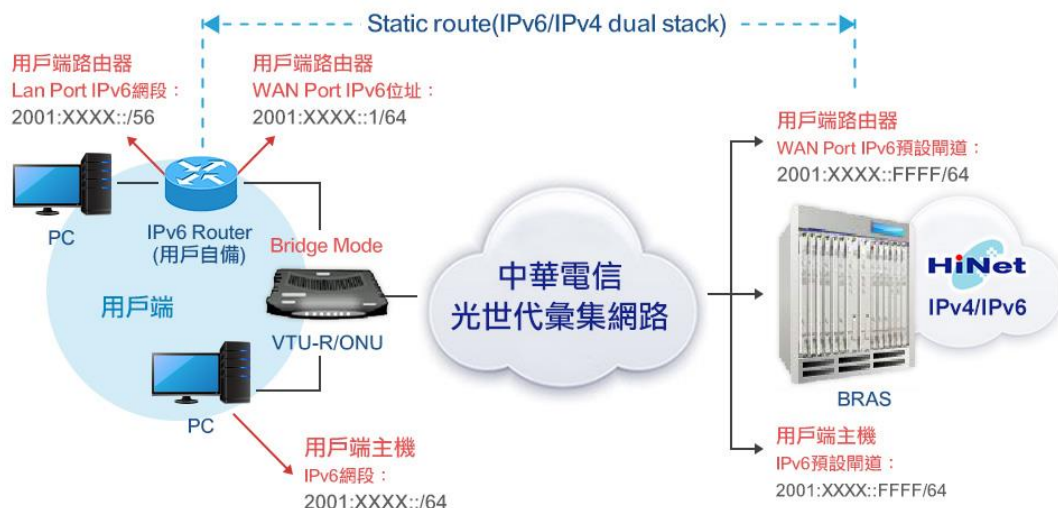 Static route(IPv6/IPv4 dual stack)
用戶端路由器
Lan Port IPv6網段：
2001:XXXX::/56
用戶端路由器
WAN Port IPv6位址：
2001:XXXX::1/64
用戶端路由器
WAN Port IPv6預設閘道：
2001:XXXX::FFFF/64
PC
IPv6 Router
(用戶自備)
Bridge Mode
用戶端
VTU-R/ONU
PC
中華電信
光世代彙集網路
HiNet
IPv4/IPv6
BRAS
用戶端主機
IPv6網段：
2001:XXXX::/64
用戶端主機
IPv6預設閘道：
2001:XXXX::FFFF/64